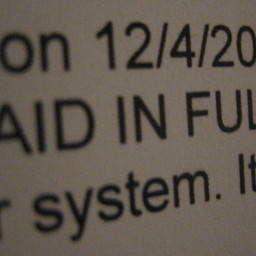 on 12/4/20
AID IN FUL
r system. It